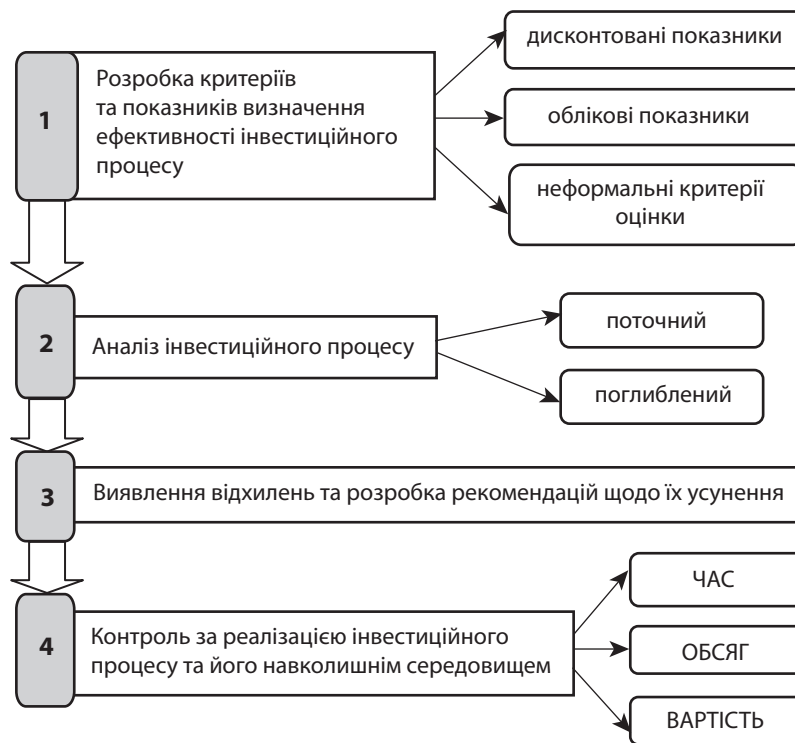 1
Розробка критеріїв
та показників визначення
ефективності інвестиційного
процесу
дисконтовані показники
облікові показники
неформальні критерії
оцінки
2
Аналіз інвестиційного процесу
поточний
поглиблений
3
Виявлення відхилень та розробка рекомендацій щодо їх усунення
4
Контроль за реалізацією інвестиційного
процесу та його навколишнім середовищем
ЧАС
ОБСЯГ
ВАРТІСТЬ